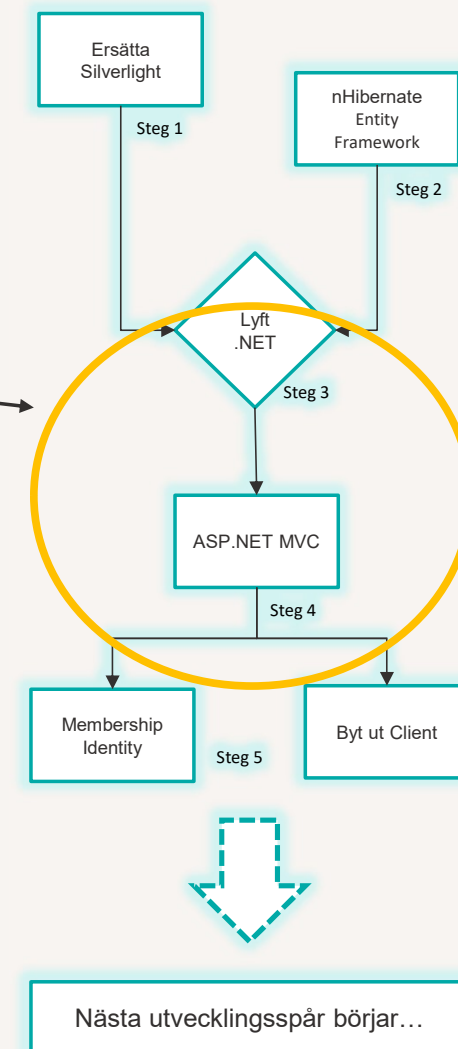 Ersätta
Silverlight
Steg 1
nHibernate
Entity
Framework
Steg 2
Lyft
.NET
Steg 3
ASP.NET MVC
Steg 4
Membership
Identity
Steg 5
Byt ut Client
Nästa utvecklingsspår börjar…